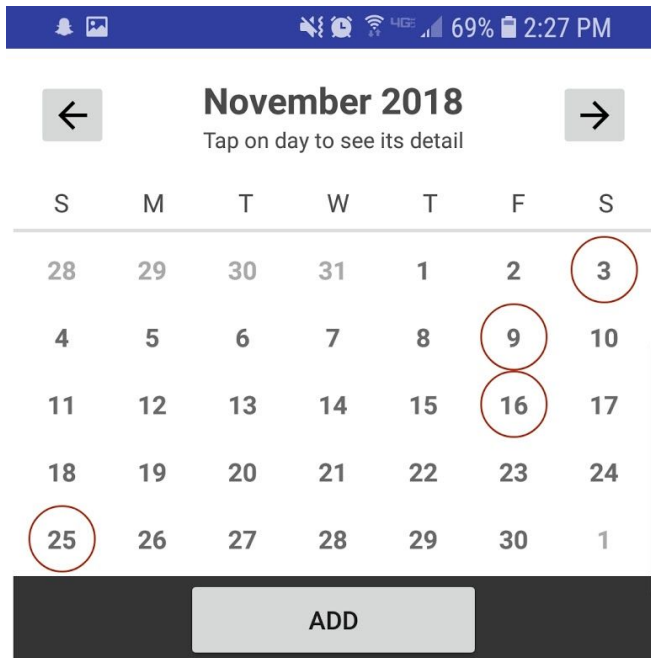 4GE 69% 2:27 PM
November 2018
Tap on day to see its detail
S M T W T F S
28 29 30 31 1 2 3
4 5 6 7 8 9 10
11 12 13 14 15 16 17
18 19 20 21 22 23 24
25 26 27 28 29 30 1
ADD